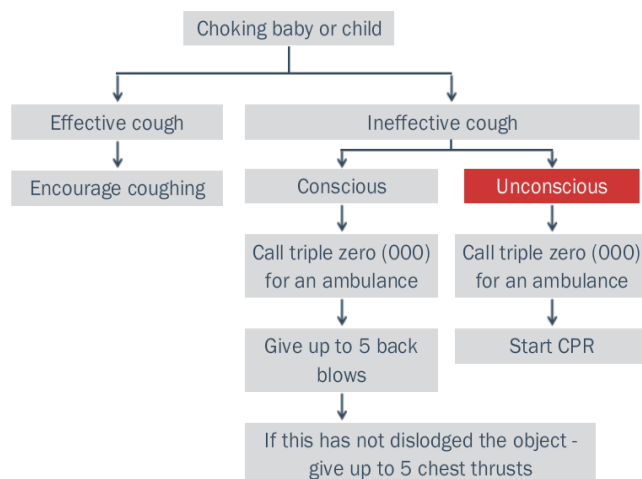 Choking baby or child
Effective cough
Ineffective cough
Encourage coughing
Conscious
Unconscious
Call triple zero (000)
for an ambulance
Call triple zero (000)
for an ambulance
Give up to 5 back
blows
Start CPR
If this has not dislodged the object -
give up to 5 chest thrusts